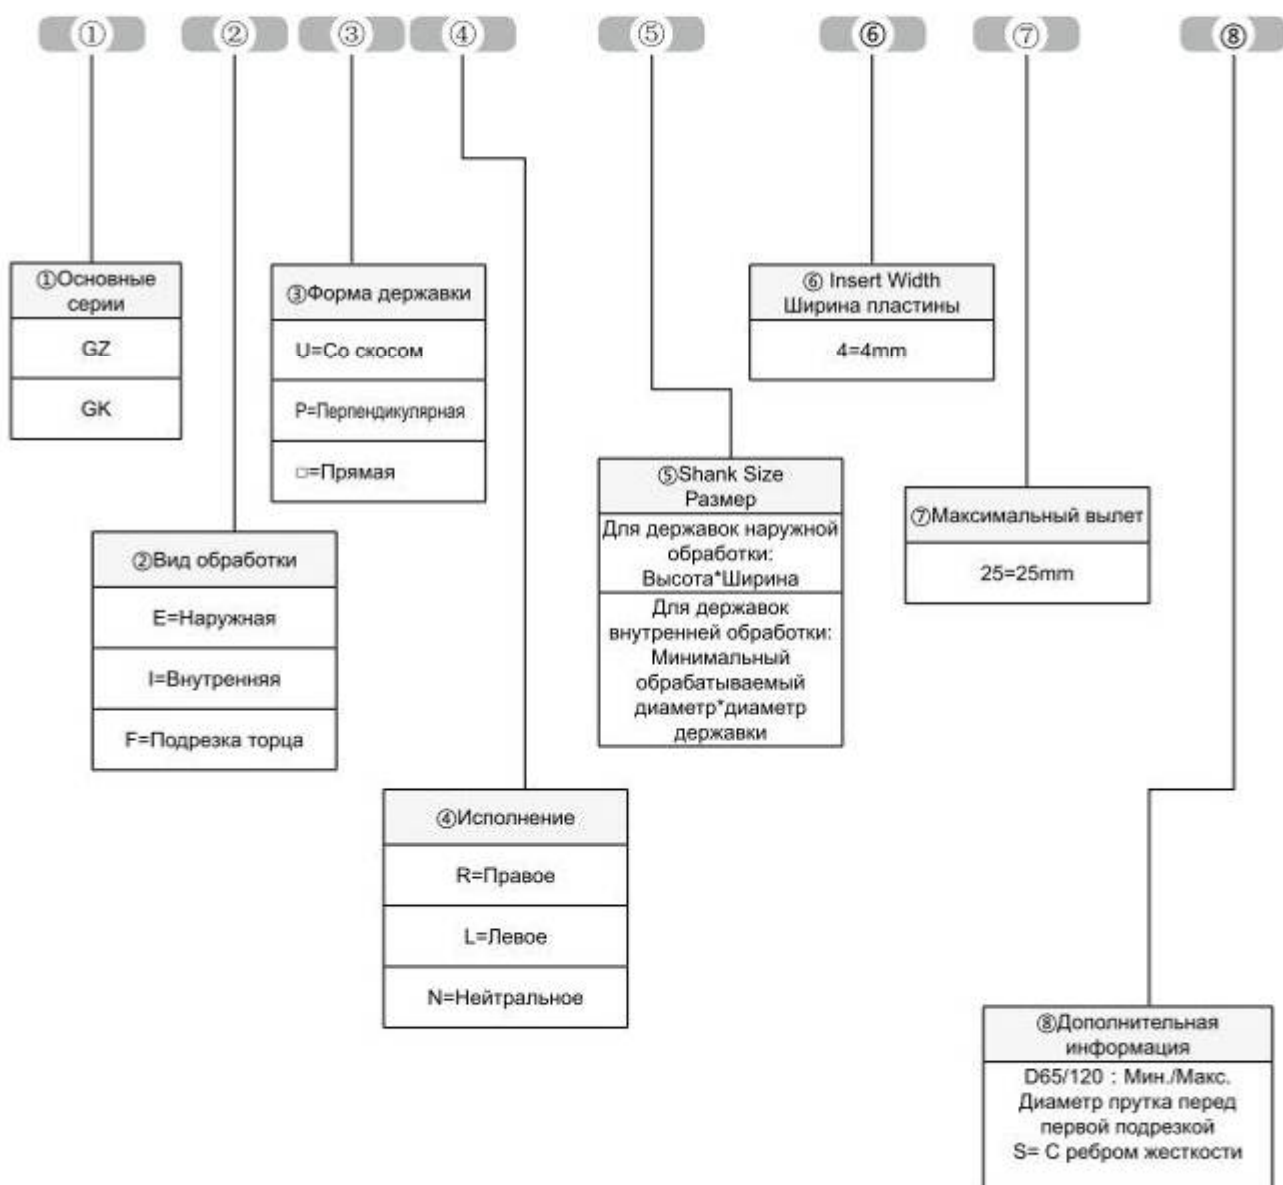 ① ② ③ ④ ⑤ ⑥ ⑦ ⑧
①Основные
серии
GZ
GK
②Вид обработки
E=Наружная
I=Внутренняя
F=Подрезка торца
③Форма державки
U=Со скосом
P=Перпендикулярная
□=Прямая
④Исполнение
R=Правое
L=Левое
N=Нейтральное
⑤Shank Size
Размер
Для державок наружной
обработки:
Высота*Ширина
Для державок
внутренней обработки:
Минимальный
обрабатываемый
диаметр*диаметр
державки
⑥ Insert Width
Ширина пластины
4=4mm
⑦Максимальный вылет
25=25mm
⑧Дополнительная
информация
D65/120 : Мин./Макс.
Диаметр прутка перед
первой подрезкой
S= С ребром жесткости